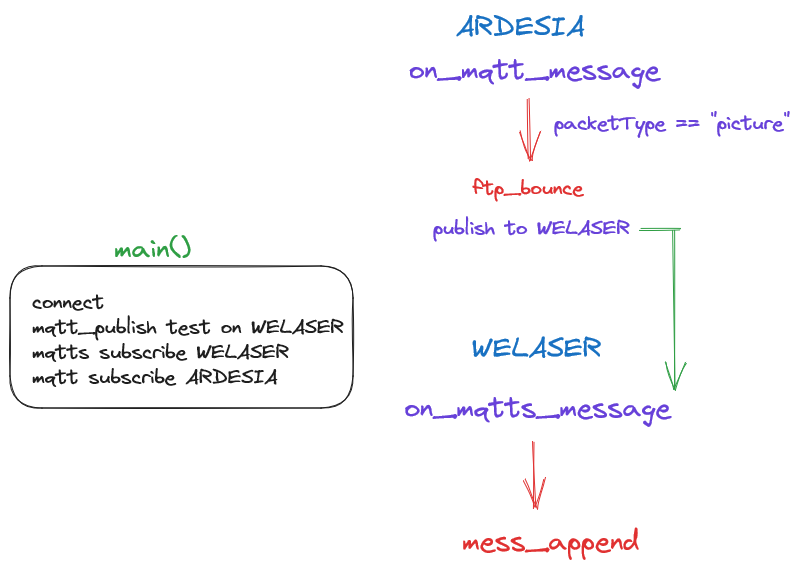 ARDESIA
on_mqtt_message
packetType == "picture"
ftp_bounce
publish to WELASER
main()
connect
mqtt_publish test on WELASER
mqtts subscribe WELASER
mqtt subscribe ARDESIA
WELASER
on_mqtts_message
mess_append